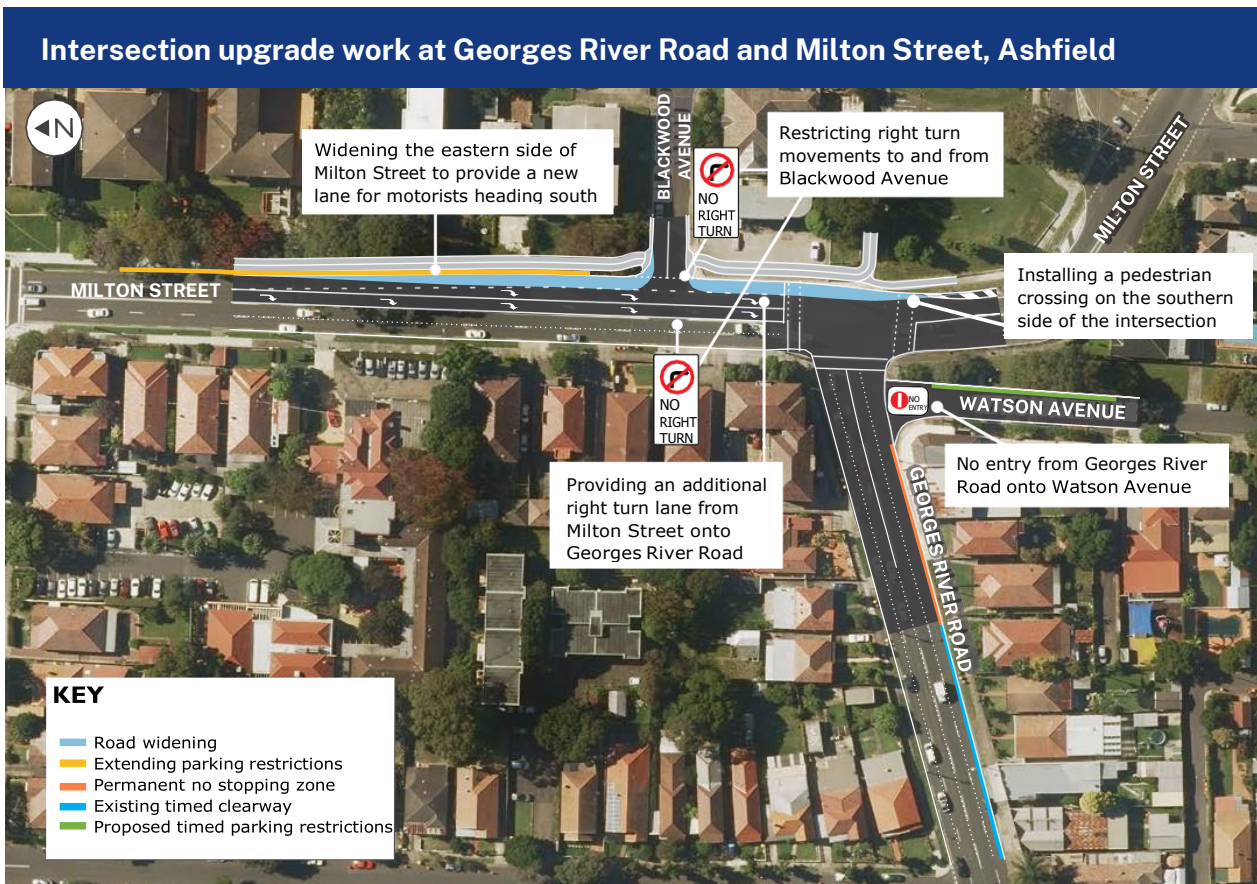 Intersection upgrade work at Georges River Road and Milton Street, Ashfield
N
Widening the eastern side of
Milton Street to provide a new
lane for motorists heading south
BLACKWOOD
AVENUE
NO
RIGHT
TURN
Restricting right turn
movements to and from
Blackwood Avenue
MILTON STREET
MILTON STREET
Installing a pedestrian
crossing on the southern
side of the intersection
NO
RIGHT
TURN
NO
ENTRY
WATSON AVENUE
No entry from Georges River
Road onto Watson Avenue
Providing an additional
right turn lane from
Milton Street onto
Georges River Road
GEORGES RIVER ROAD
KEY
Road widening
Extending parking restrictions
Permanent no stopping zone
Existing timed clearway
Proposed timed parking restrictions